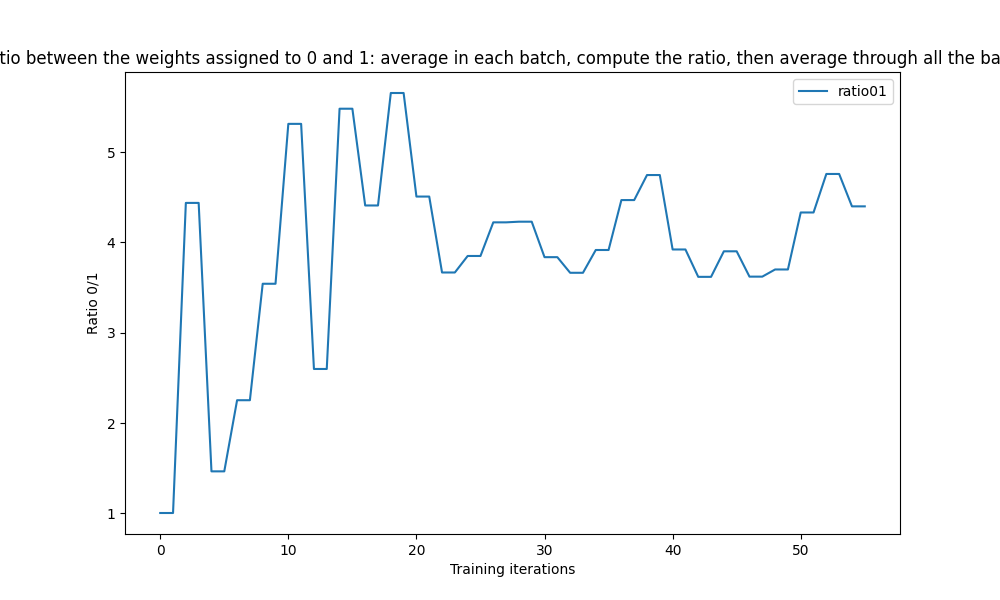 tio between the weights assigned to 0 and 1: average in each batch, compute the ratio, then average through all the ba
ratio01
5
4
3
2
1
Ratio 0/1
0 10 20 30 40 50
Training iterations